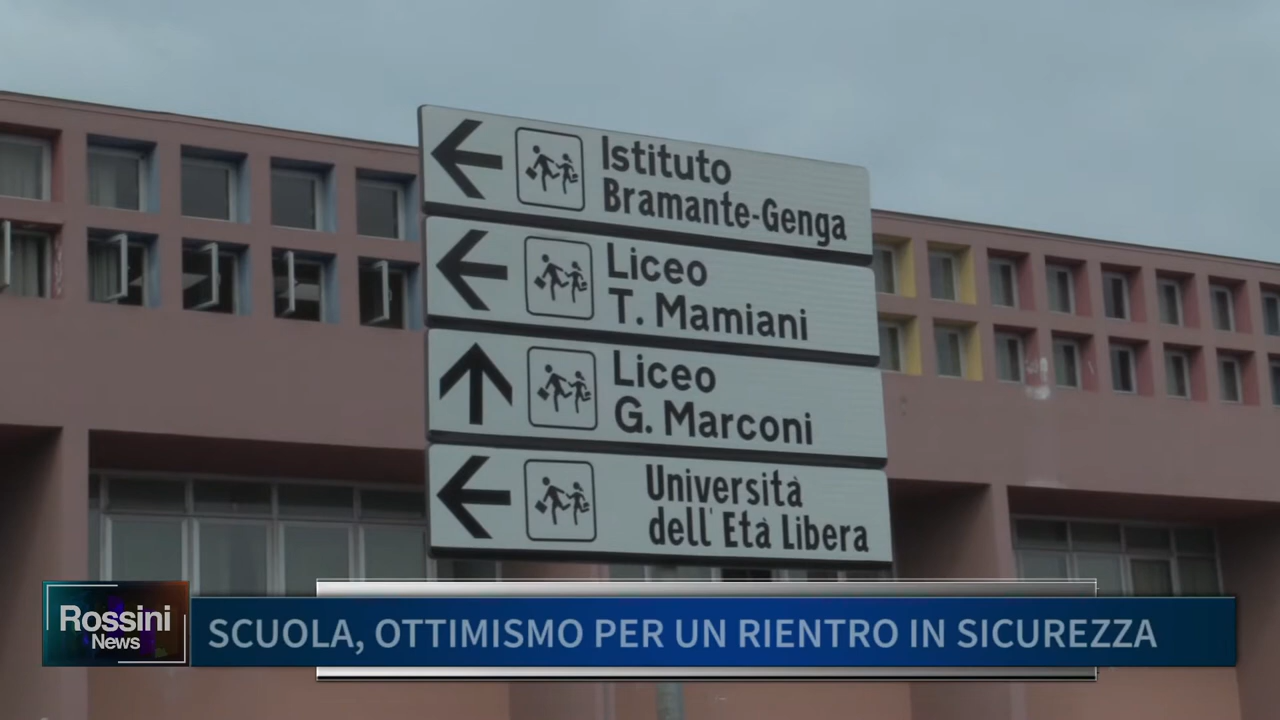 Istituto
Bramante-Genga
Liceo
T. Mamiani
Liceo
G. Marconi
Università
dell'Età Libera
Rossini
News
SCUOLA, OTTIMISMO PER UN RIENTRO IN SICUREZZA